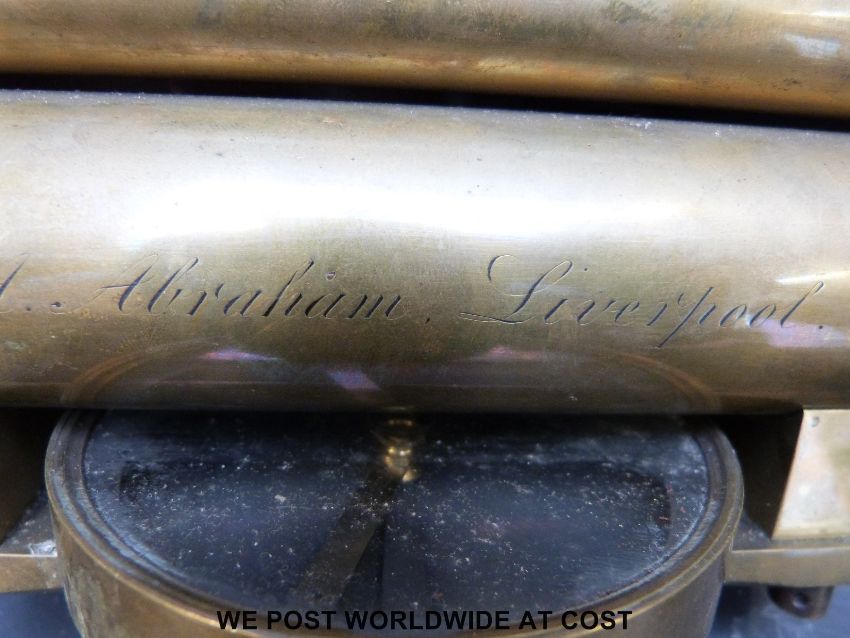 Abraham. Liverpool.
WE POST WORLDWIDE AT COST